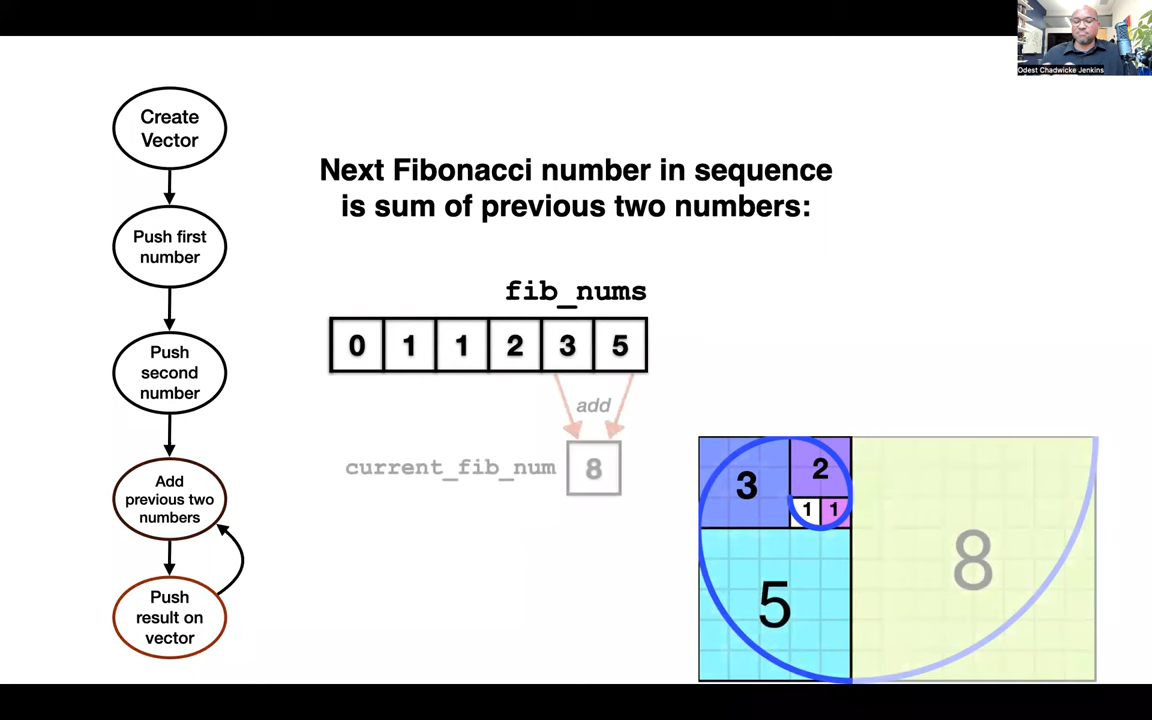 Odest Chadwicke Jenkins
Create
Vector
Push first
number
Push
second
number
Add
previous two
numbers
Push
result on
vector
Next Fibonacci number in sequence
is sum of previous two numbers:
fib_nums
0 1 1 2 3 5
add
current_fib_num 8
3 2
1 1
5
8